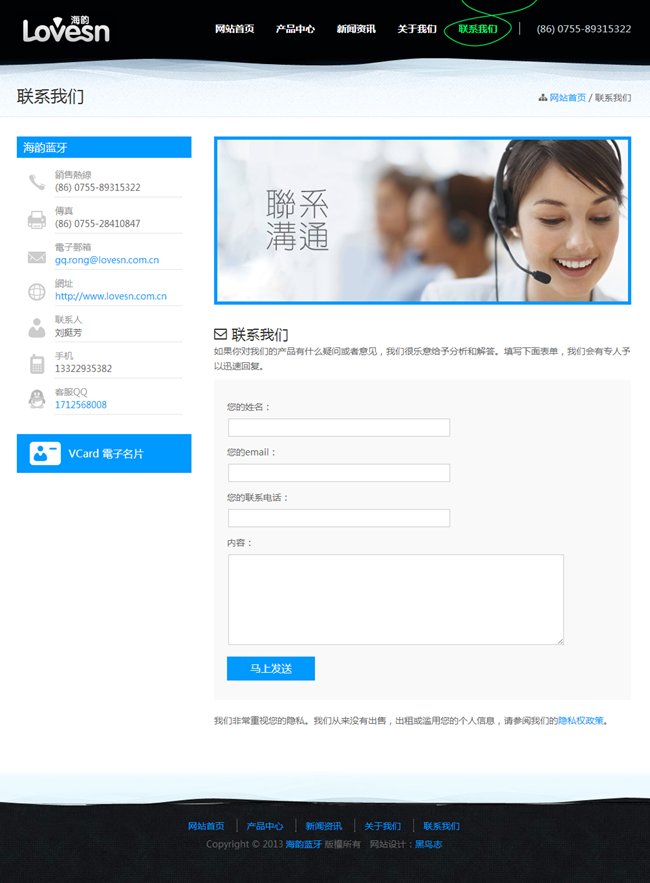 海韵
Lovesn
网站首页 产品中心 新闻资讯 关于我们 联系我们 (86) 0755-89315322
联系我们
网站首页 / 联系我们
海韵蓝牙
銷售熱線
(86) 0755-89315322
傳真
(86) 0755-28410847
電子郵箱
gq.rong@lovesn.com.cn
網址
http://www.lovesn.com.cn
联系人
刘挺芳
手机
13322935382
客服QQ
1712568008
VCard 電子名片
聯系
溝通
联系我们
如果你对我们的产品有什么疑问或者意见，我们很乐意给予分析和解答。填写下面表单，我们会有专人予
以迅速回复。
您的姓名：
您的email：
您的联系电话：
内容：
马上发送
我们非常重视您的隐私。我们从来没有出售，出租或滥用您的个人信息，请参阅我们的隐私权政策。
网站首页 产品中心 新闻资讯 关于我们 联系我们
Copyright © 2013 海韵蓝牙 版權所有 网站设计：黑鸟志